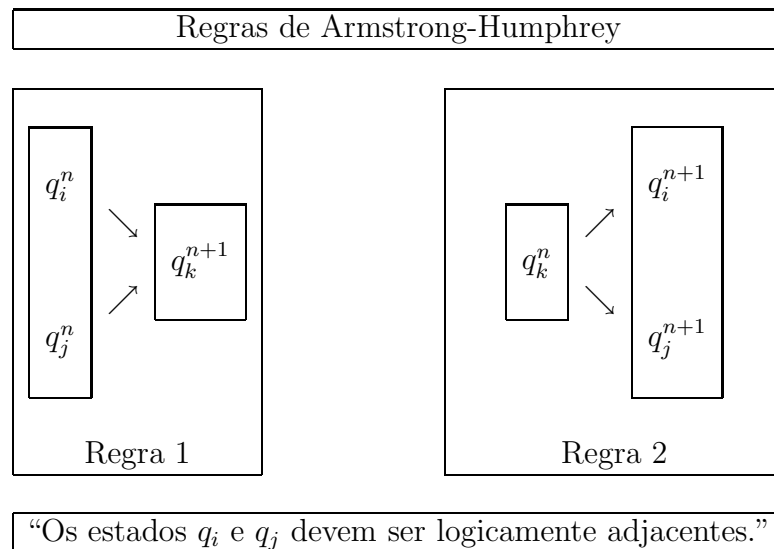 Regras de Armstrong-Humphrey
q_i^n
q_j^n
q_k^{n+1}
Regra 1
q_k^n
q_i^{n+1}
q_j^{n+1}
Regra 2
“Os estados q_i e q_j devem ser logicamente adjacentes.”